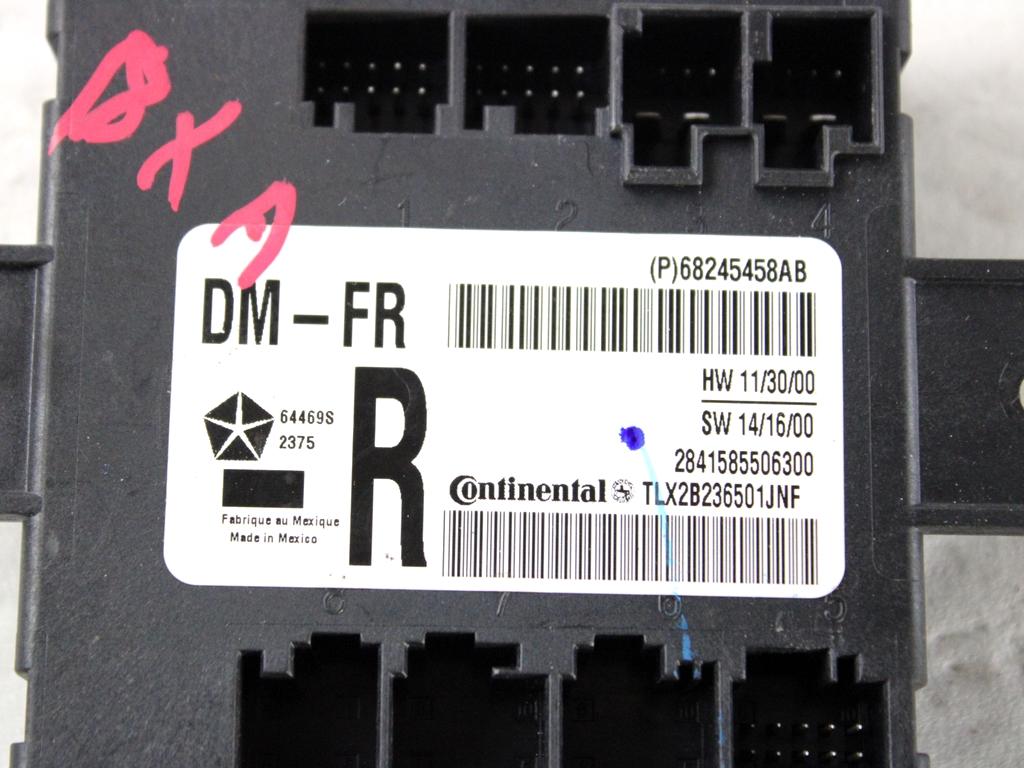 BXA
1 2 3 4
(P)68245458AB
DM-FR
HW 11/30/00
SW 14/16/00
64469S
2375
R
2841585506300
Continental TLX2B236501JNF
Fabrique au Mexique
Made in Mexico
8 7 6 5